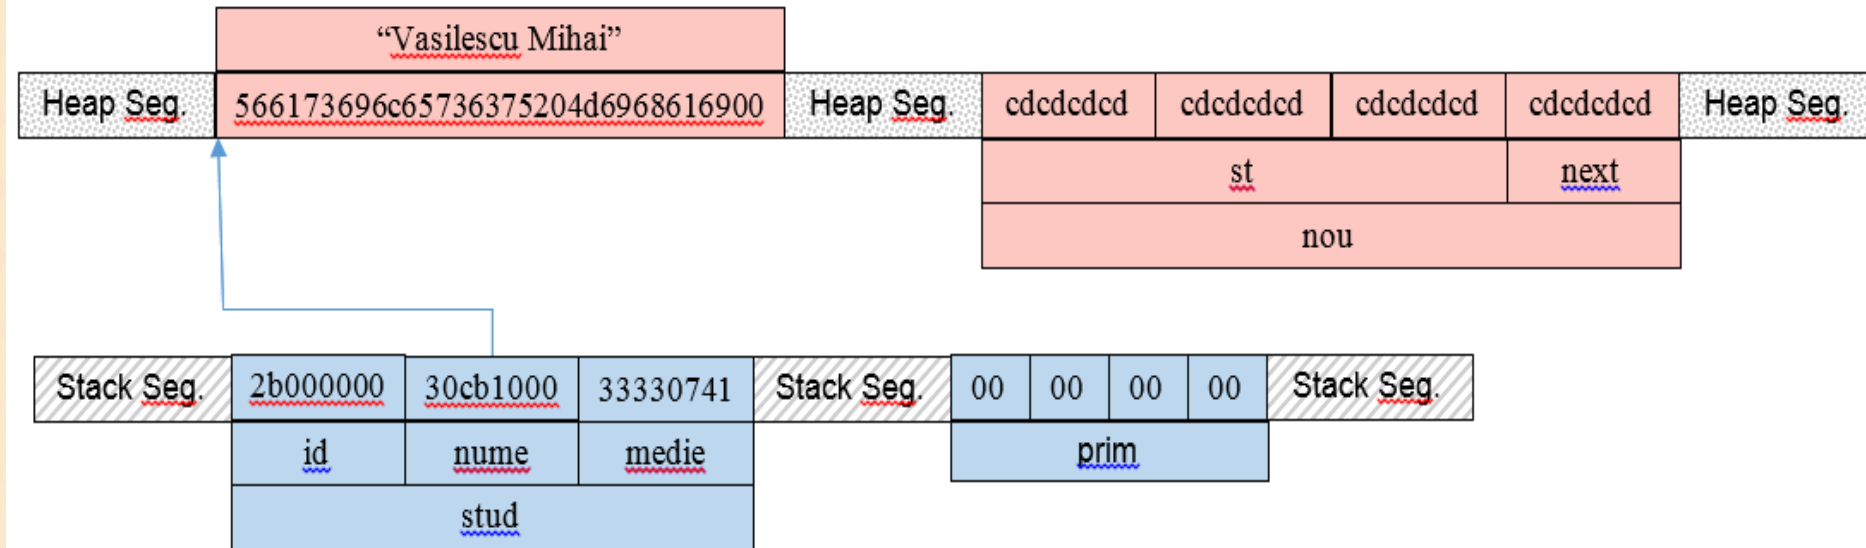 “Vasilescu Mihai”
Heap Seg. 566173696c65736375204d6968616900 Heap Seg. cdcdcdcd cdcdcdcd cdcdcdcd cdcdcdcd Heap Seg.
st next
nou
Stack Seg. 2b000000 30cb1000 33330741 Stack Seg. 00 00 00 00 Stack Seg.
id nume medie prim
stud